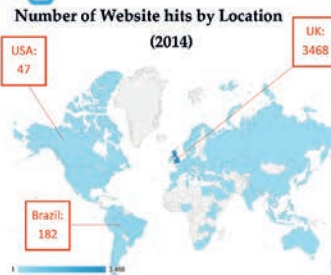 Number of Website hits by Location
(2014)
USA:
47
UK:
3468
Brazil:
182
1
3,468